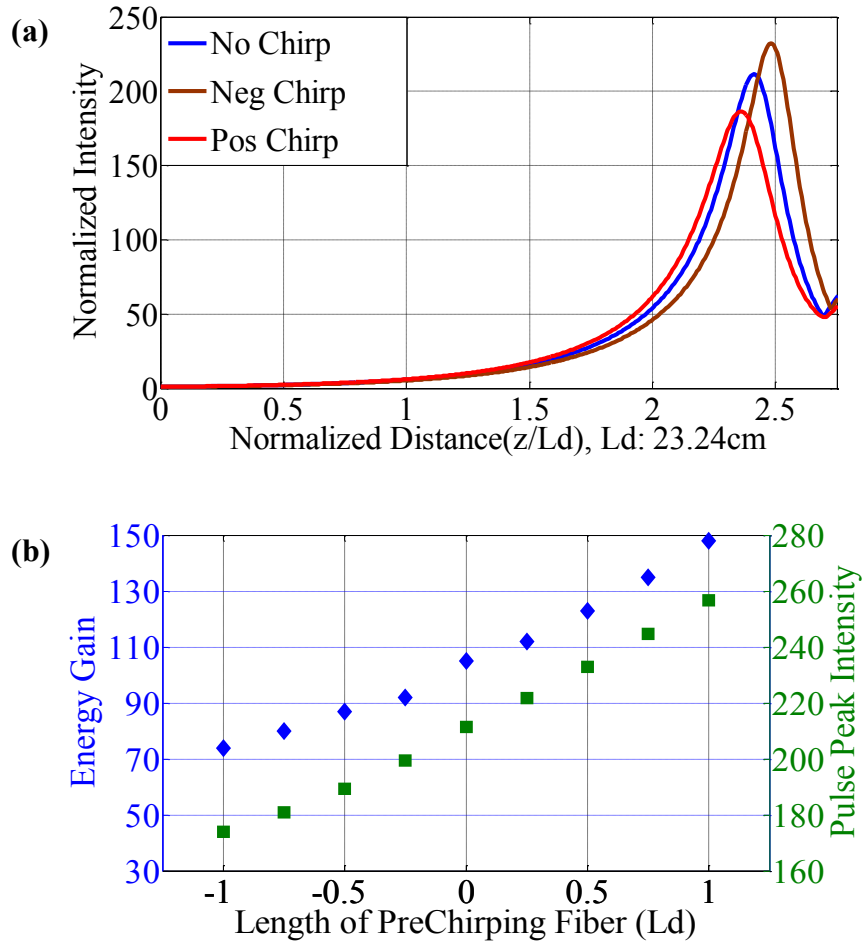 (a)
Normalized Intensity
250
200
150
100
50
0
No Chirp
Neg Chirp
Pos Chirp
0 0.5 1 1.5 2 2.5
Normalized Distance(z/Ld), Ld: 23.24cm
(b)
Energy Gain
150
130
110
90
70
50
30
280
260
240
220
200
180
160
Pulse Peak Intensity
-1 -0.5 0 0.5 1
Length of PreChirping Fiber (Ld)